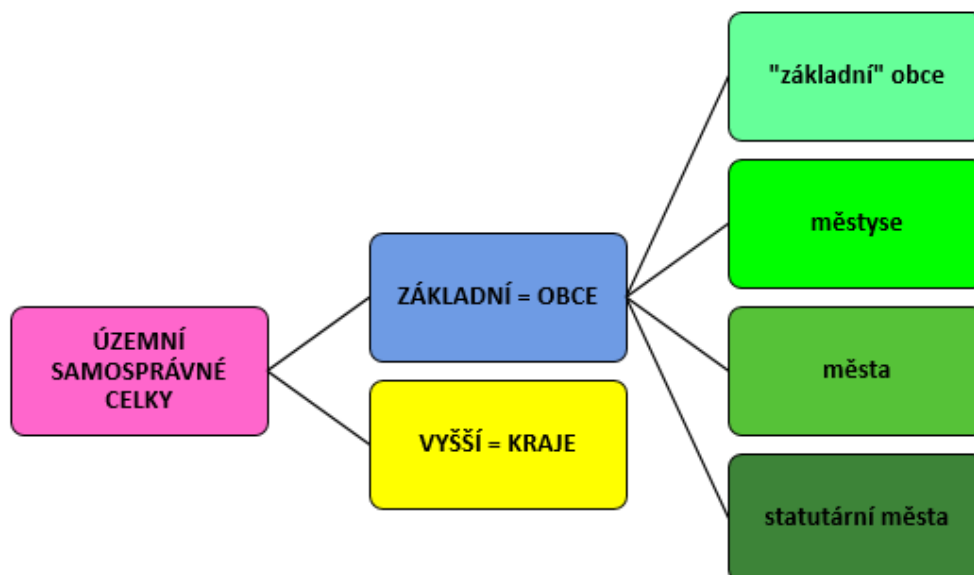 ÚZEMNÍ
SAMOSPRÁVNÉ
CELKY
ZÁKLADNÍ = OBCE
VYŠŠÍ = KRAJE
"základní" obce
městyse
města
statutární města